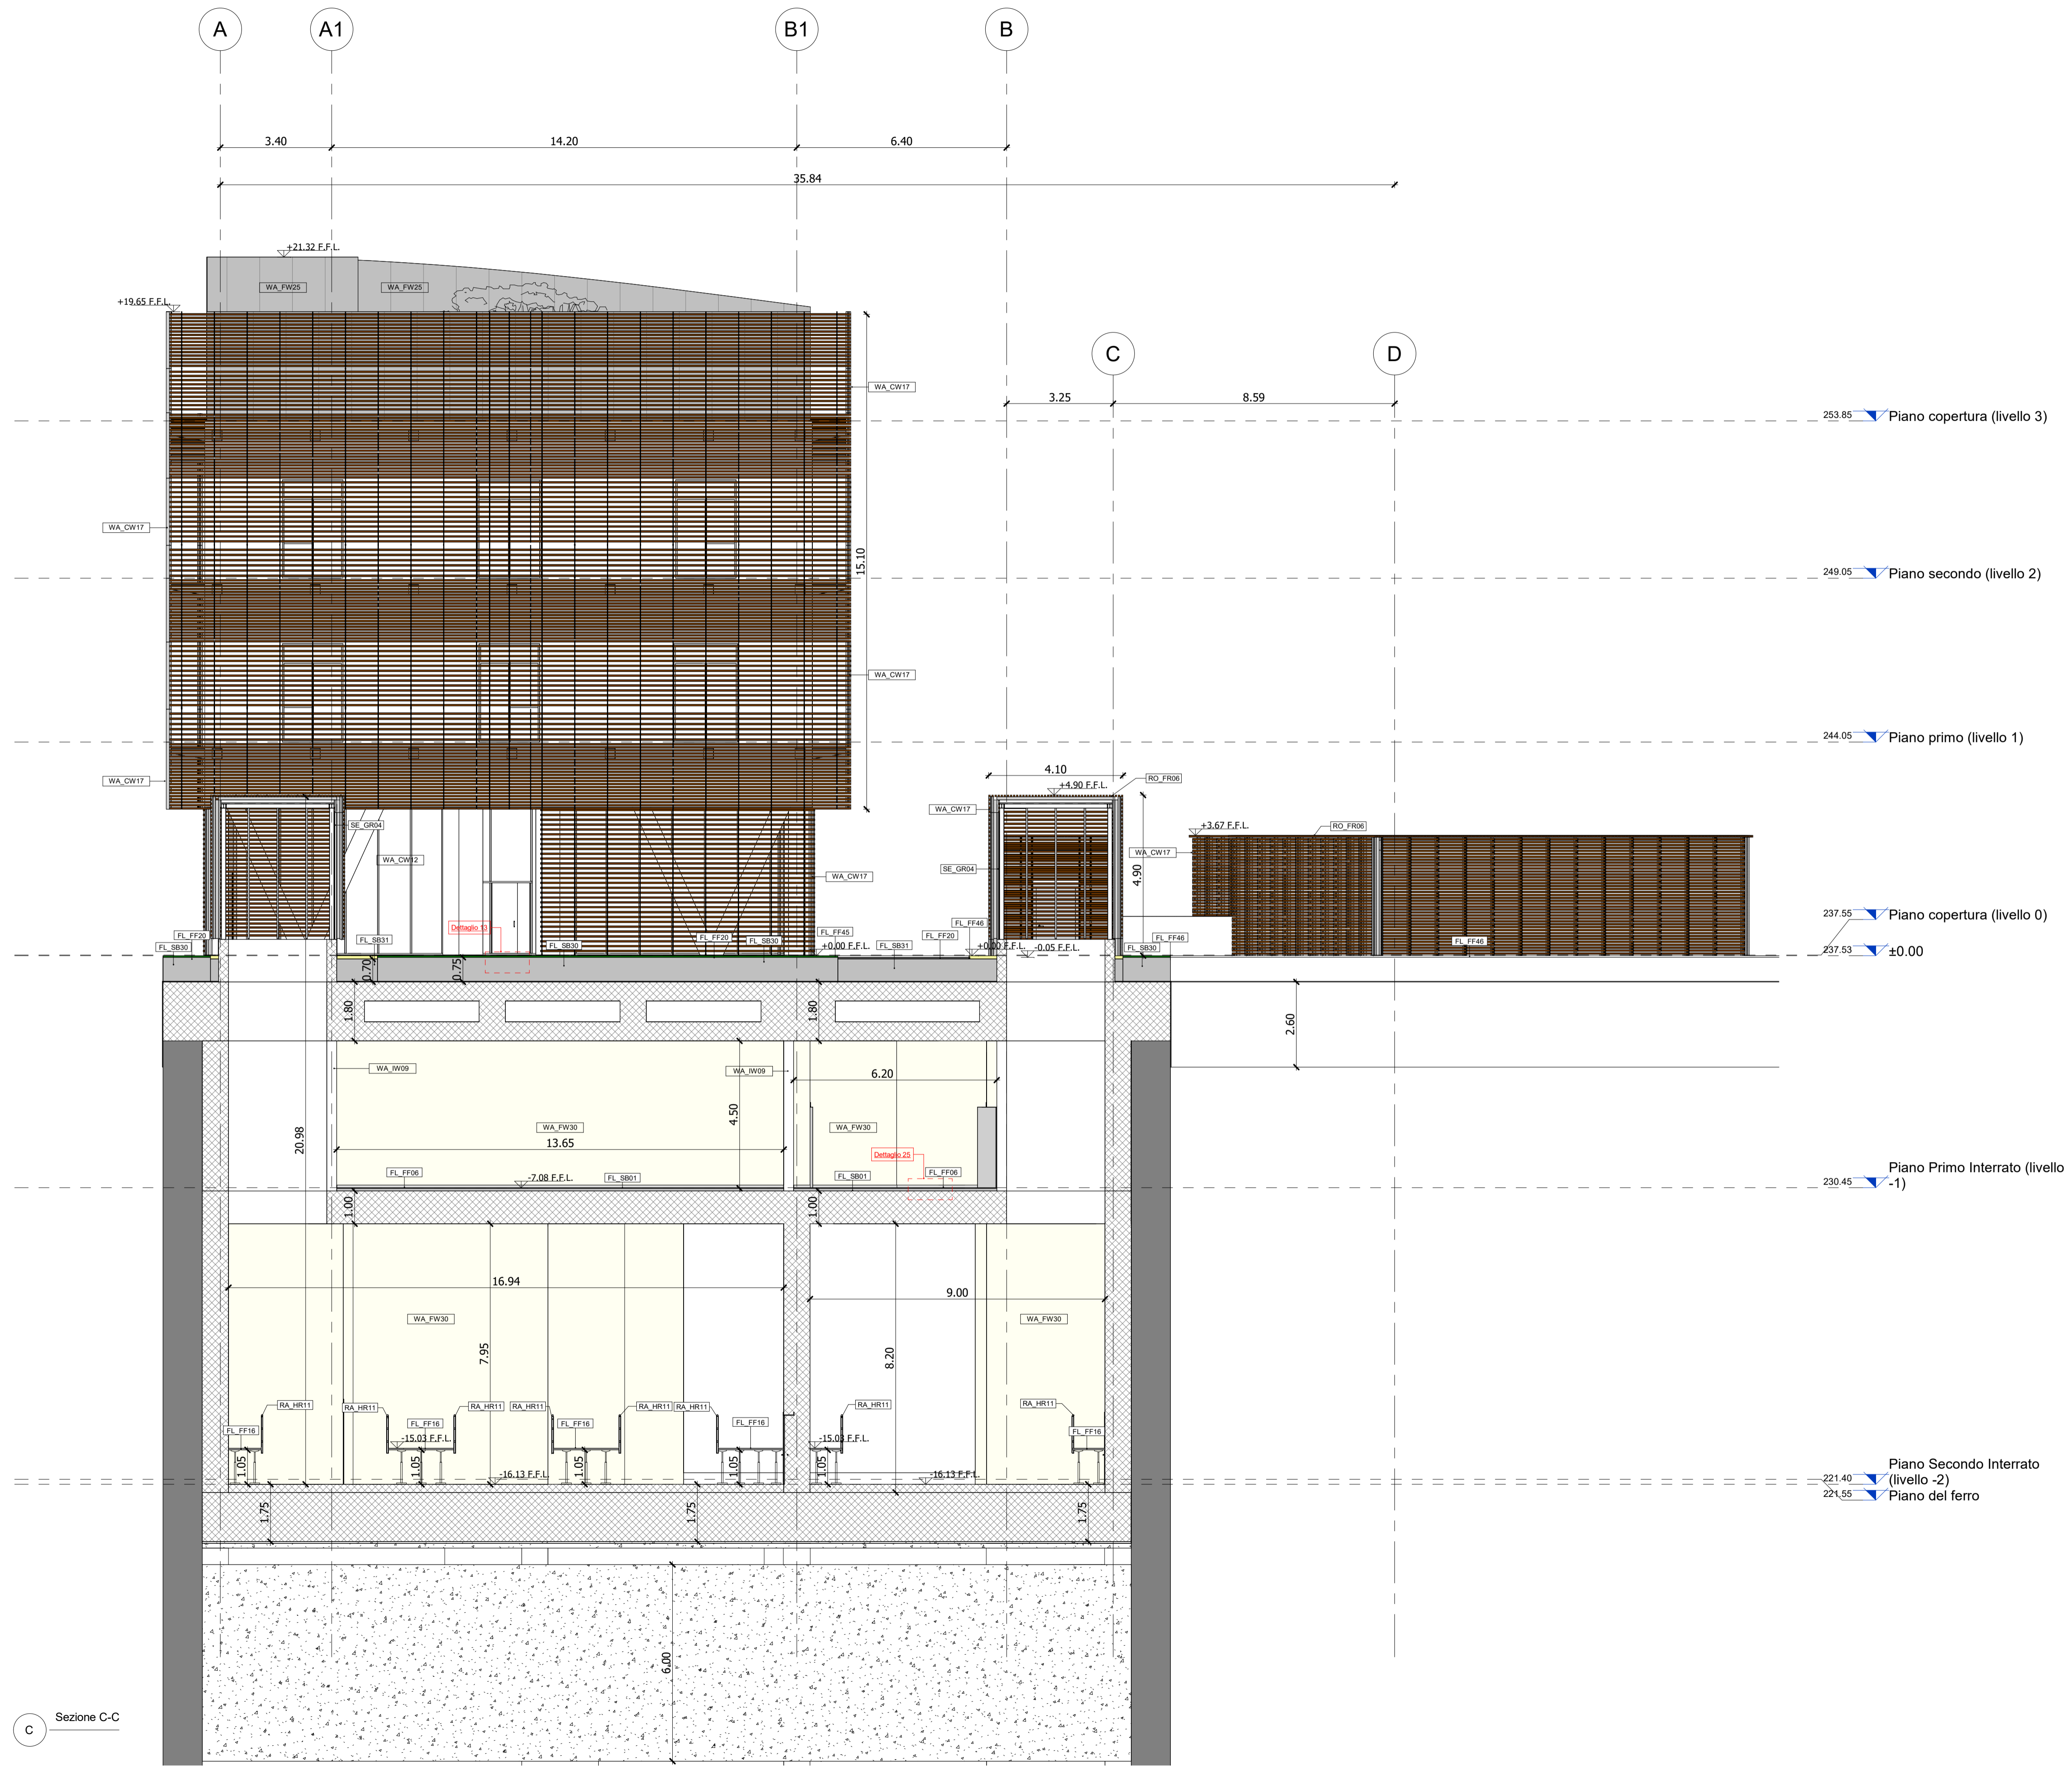 A
A1
B1
B
3.40
14.20
6.40
35.84
+21.32 F.F.L.
WA_FW25
WA_FW25
+19.65 F.F.L.
C
D
WA_CW17
3.25
8.59
253.85
Piano copertura (livello 3)
WA_CW17
15.10
249.05
Piano secondo (livello 2)
WA_CW17
244.05
Piano primo (livello 1)
WA_CW17
4.10
+4.90 F.F.L.
RO_FR06
WA_CW17
SE_GR04
+3.67 F.F.L.
RO_FR06
WA_CW12
WA_CW17
SE_GR04
WA_CW17
4.90
237.55
Piano copertura (livello 0)
FL_FF20
FL_SB30
FL_SB31
Dettaglio 13
FL_SB30
FL_FF20
FL_SB30
FL_FF45
+0.00 F.F.L.
FL_SB31
FL_FF20
FL_FF46
+0.00 F.F.L.
-0.05 F.F.L.
FL_FF46
FL_SB30
FL_FF46
237.53
±0.00
0.70
0.75
1.80
1.80
2.60
WA_IW09
WA_IW09
6.20
4.50
20.98
WA_FW30
WA_FW30
13.65
Dettaglio 25
FL_FF06
-7.08 F.F.L.
FL_SB01
FL_SB01
FL_FF06
230.45
Piano Primo Interrato (livello
-1)
1.00
1.00
16.94
9.00
WA_FW30
WA_FW30
7.95
8.20
RA_HR11
RA_HR11
RA_HR11
RA_HR11
RA_HR11
RA_HR11
RA_HR11
RA_HR11
FL_FF16
FL_FF16
FL_FF16
FL_FF16
FL_FF16
-15.03 F.F.L.
-15.03 F.F.L.
1.05
1.05
1.05
1.05
1.05
-16.13 F.F.L.
-16.13 F.F.L.
221.40
Piano Secondo Interrato
(livello -2)
221.55
Piano del ferro
1.75
1.75
1.75
6.00
C
Sezione C-C